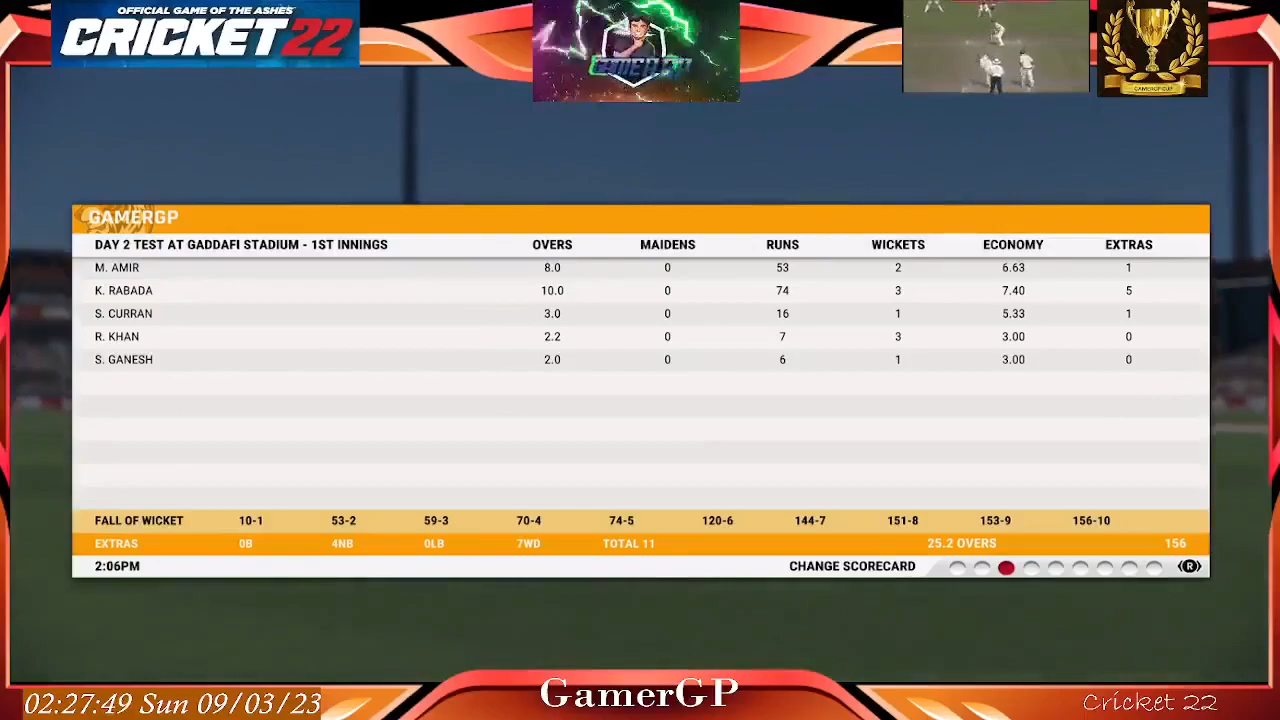 OFFICIAL GAME OF THE ASHES
CRICKET 22
GAMERGP
GAMERGP CUP
GAMERGP
DAY 2 TEST AT GADDAFI STADIUM - 1ST INNINGS OVERS MAIDENS RUNS WICKETS ECONOMY EXTRAS
M. AMIR 8.0 0 53 2 6.63 1
K. RABADA 10.0 0 74 3 7.40 5
S. CURRAN 3.0 0 16 1 5.33 1
R. KHAN 2.2 0 7 3 3.00 0
S. GANESH 2.0 0 6 1 3.00 0
FALL OF WICKET 10-1 53-2 59-3 70-4 74-5 120-6 144-7 151-8 153-9 156-10
EXTRAS 0B 4NB 0LB 7WD TOTAL 11 25.2 OVERS 156
2:06PM CHANGE SCORECARD R
02:27:49 Sun 09/03/23 GamerGP Cricket 22